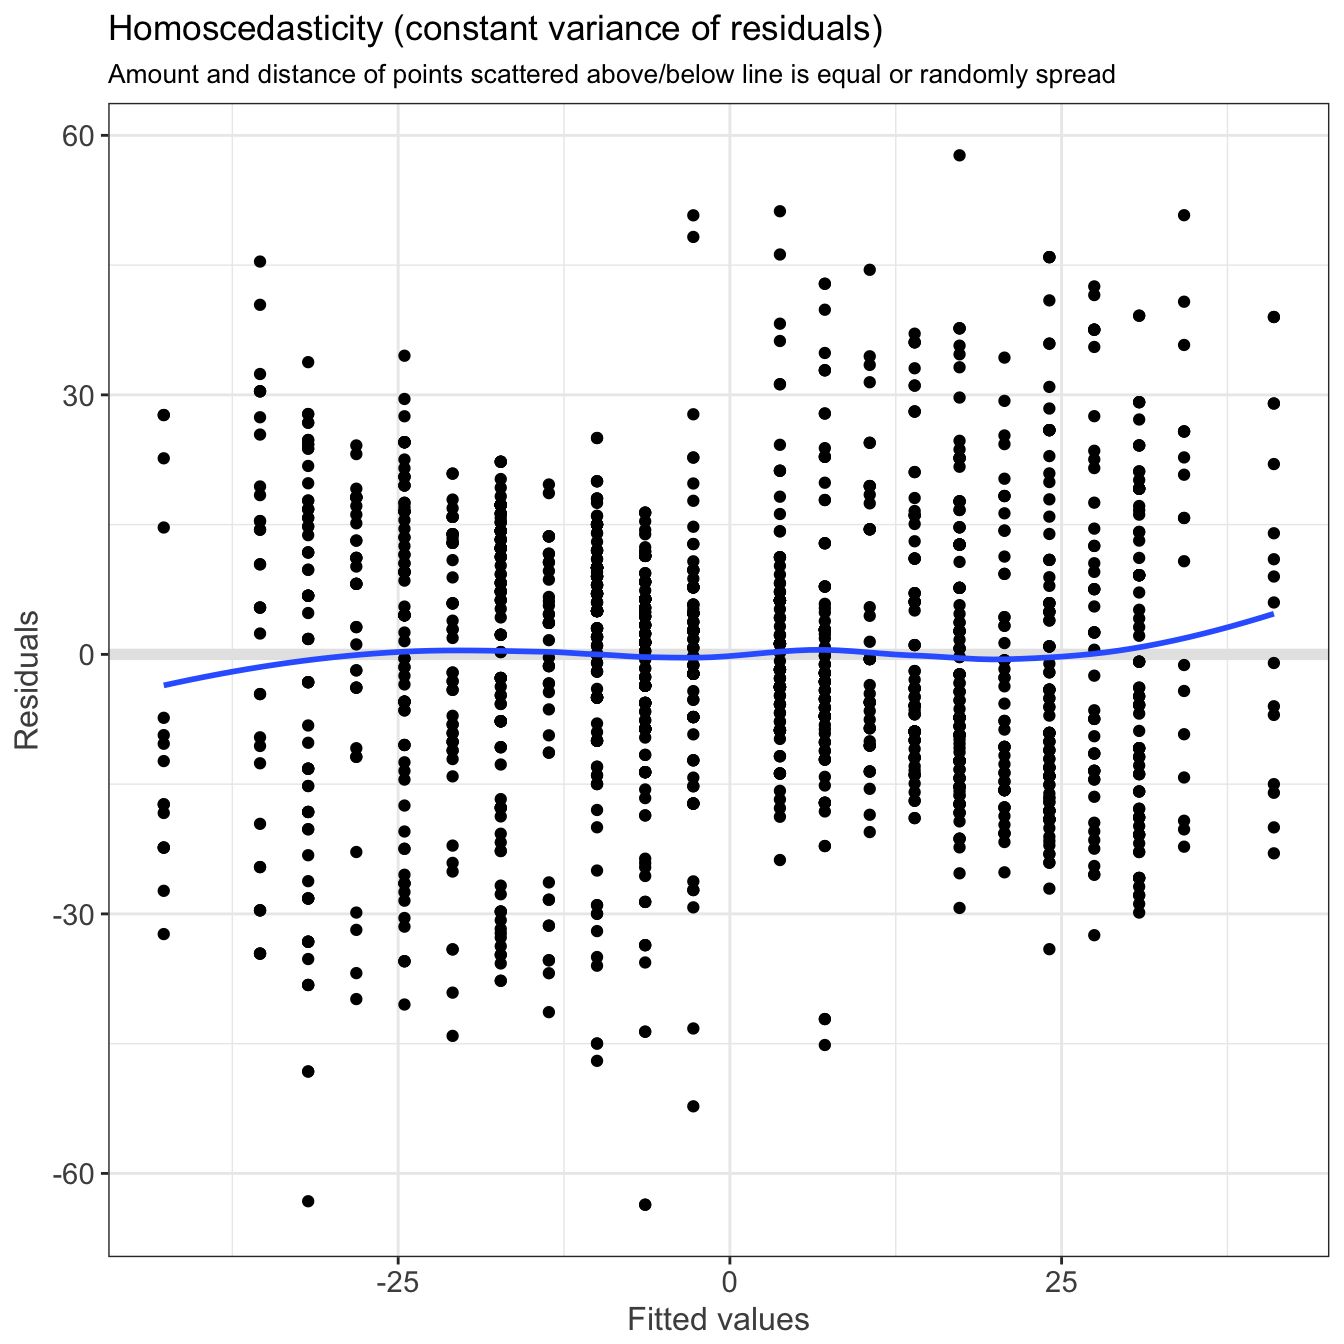 Homoscedasticity (constant variance of residuals)
Amount and distance of points scattered above/below line is equal or randomly spread
60
30
0
-30
-60
Residuals
-25
0
25
Fitted values